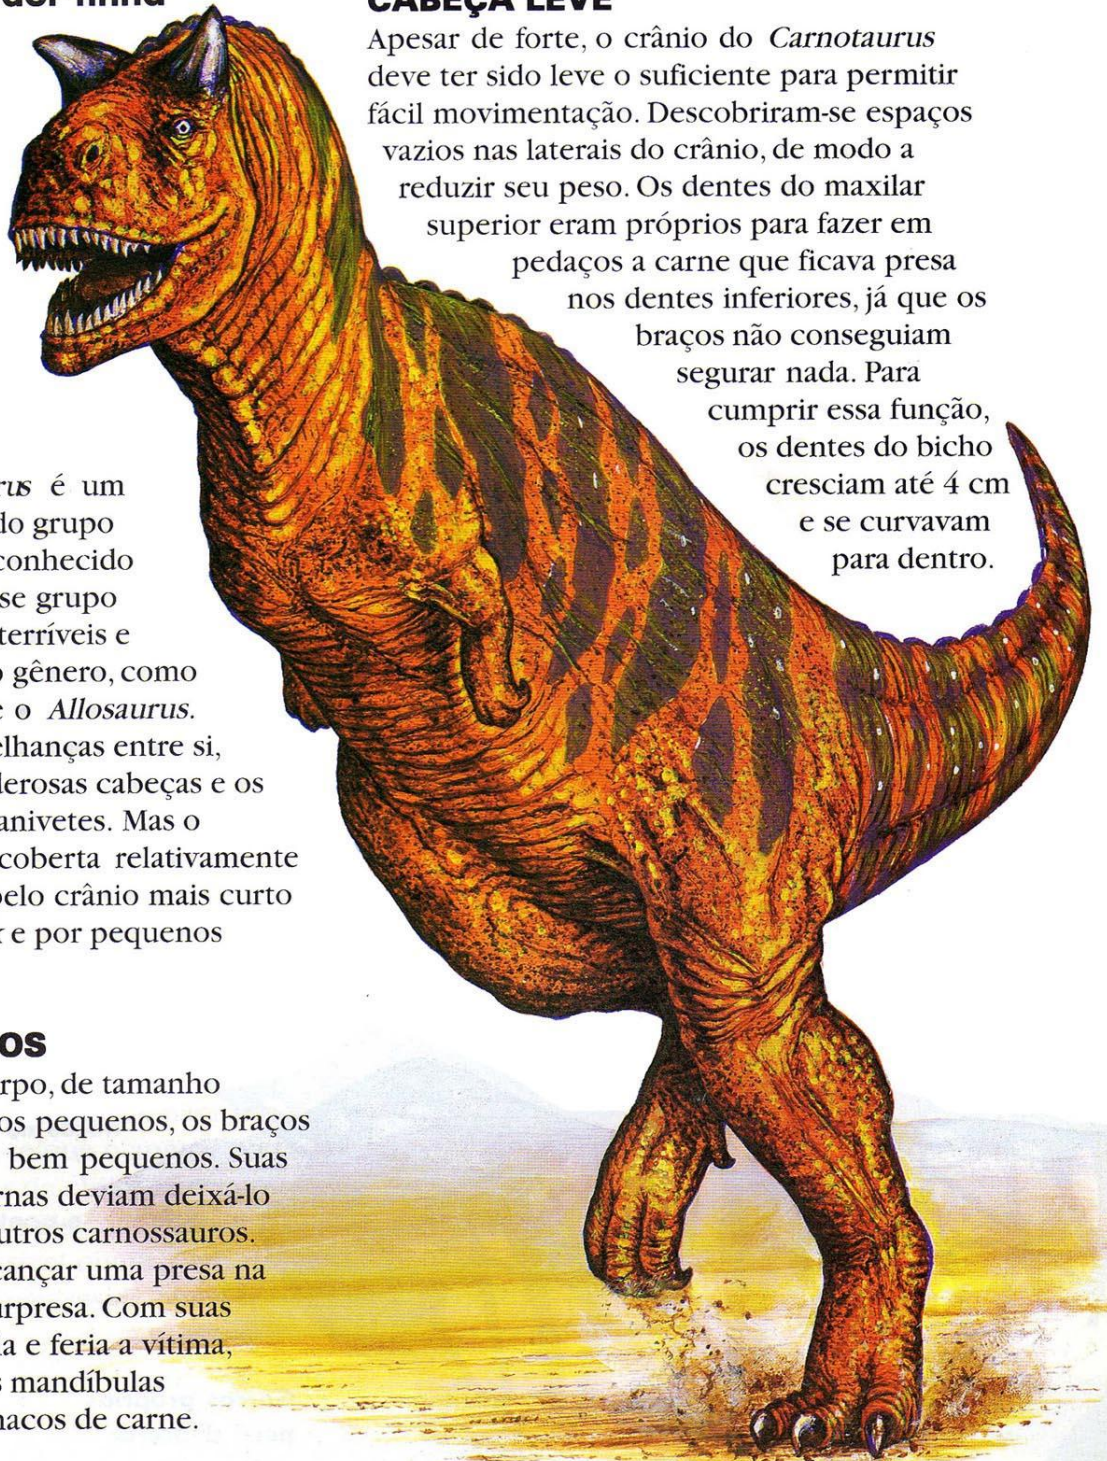 CABEÇA LEVE
Apesar de forte, o crânio do Carnotaurus
deve ter sido leve o suficiente para permitir
fácil movimentação. Descobriram-se espaços
vazios nas laterais do crânio, de modo a
reduzir seu peso. Os dentes do maxilar
superior eram próprios para fazer em
pedaços a carne que ficava presa
nos dentes inferiores, já que os
braços não conseguiam
segurar nada. Para
cumprir essa função,
os dentes do bicho
cresciam até 4 cm
e se curvavam
para dentro.
rus é um
do grupo
conhecido
se grupo
terríveis e
gênero, como
e o Allosaurus.
elhanças entre si,
derosas cabeças e os
anivetes. Mas o
coberta relativamente
pelo crânio mais curto
r e por pequenos
OS
rpo, de tamanho
os pequenos, os braços
bem pequenos. Suas
rnas deviam deixá-lo
utros carnossauros.
cançar uma presa na
urpresa. Com suas
a e feria a vítima,
s mandíbulas
nacos de carne.